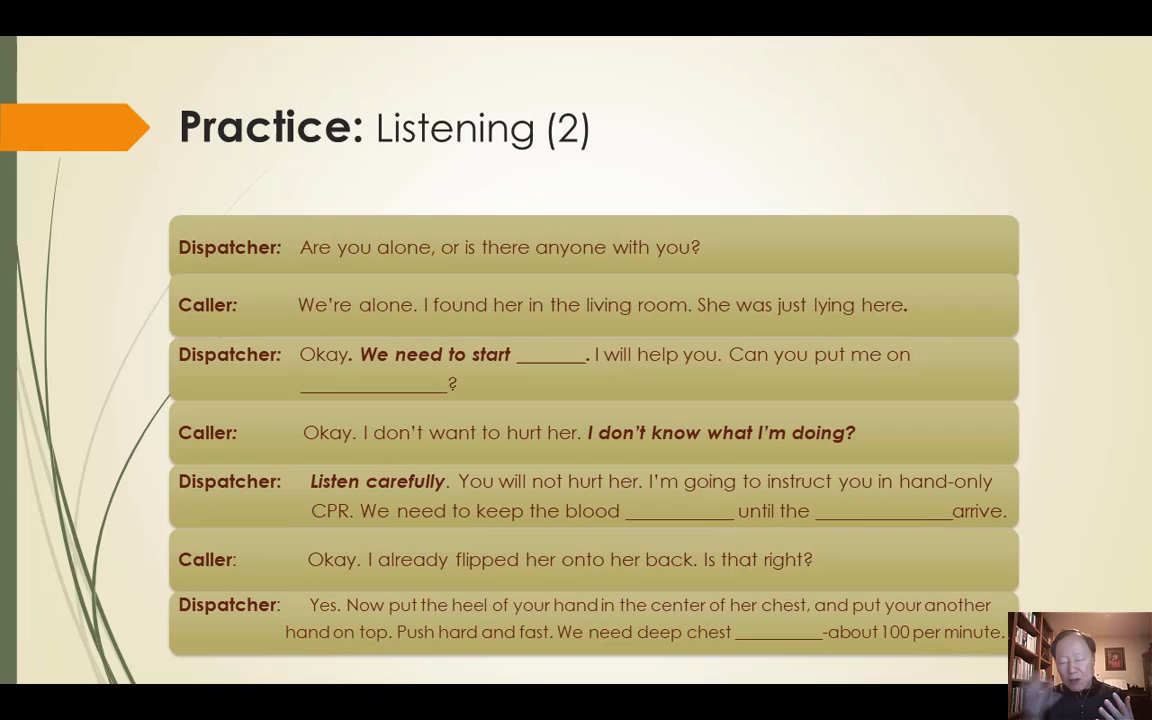 Practice: Listening (2)
Dispatcher: Are you alone, or is there anyone with you?
Caller: We're alone. I found her in the living room. She was just lying here.
Dispatcher: Okay. We need to start _______. I will help you. Can you put me on
_______________?
Caller: Okay. I don't want to hurt her. I don't know what I'm doing?
Dispatcher: Listen carefully. You will not hurt her. I'm going to instruct you in hand-only
CPR. We need to keep the blood ___________ until the ______________arrive.
Caller: Okay. I already flipped her onto her back. Is that right?
Dispatcher: Yes. Now put the heel of your hand in the center of her chest, and put your another
hand on top. Push hard and fast. We need deep chest __________-about 100 per minute.